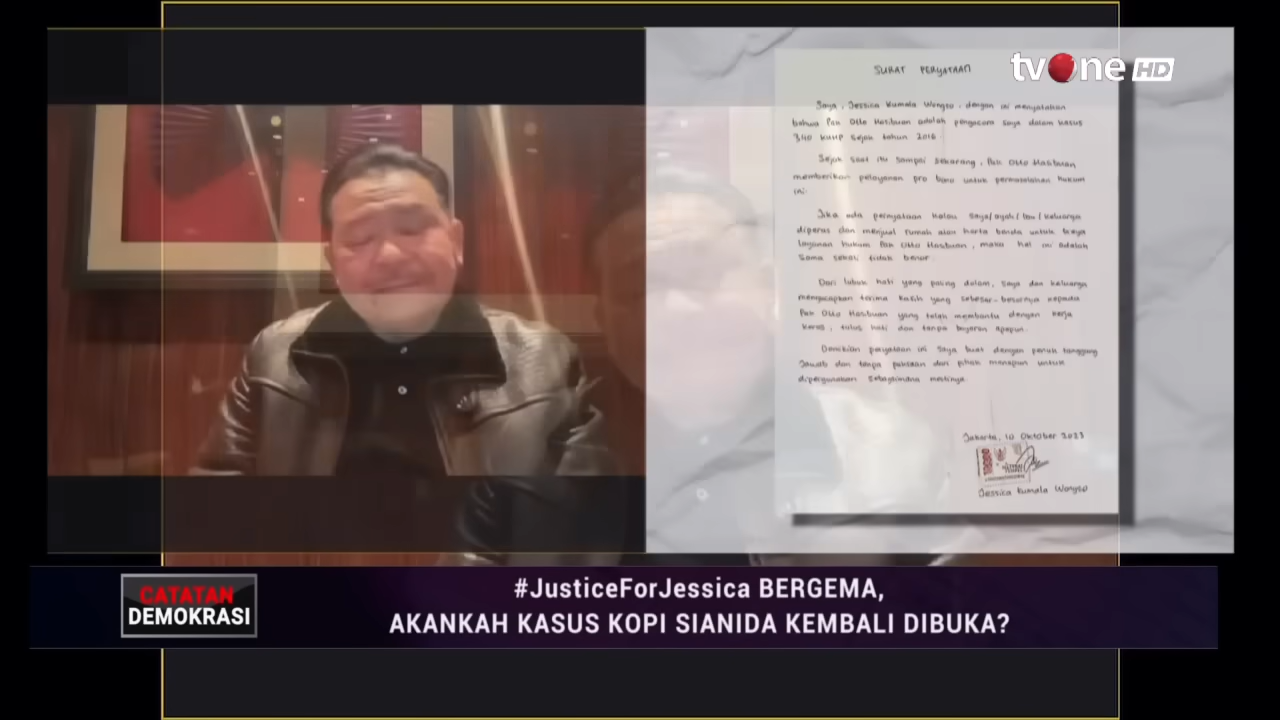 tvOne HD
SURAT PERYATAAN
Saya, Jessica Kumala Wongso, dengan ini menyatakan
bahwa Pak Otto Hasibuan adalah pengacara saya dalam kasus
340 KUHP sejak tahun 2016.
Sejak saat itu sampai sekarang, Pak Otto Hasibuan
memberikan pelayanan pro bono untuk permasalahan hukum
ini.
Jika ada pernyataan kalau saya/ayah/ibu/keluarga
diperas dan menjual rumah atau harta benda untuk biaya
layanan hukum Pak Otto Hasibuan, maka hal ini adalah
sama sekali tidak benar.
Dari lubuk hati yang paling dalam, saya dan keluarga
mengucapkan terima kasih yang sebesar-besarnya kepada
Pak Otto Hasibuan yang telah membantu dengan kerja
keras, tulus hati dan tanpa bayaran apapun.
Demikian peryataan ini saya buat dengan penuh tanggung
jawab dan tanpa paksaan dari pihak manapun untuk
dipergunakan sebagaimana mestinya.
Jakarta, 10 Oktober 2023
Jessica Kumala Wongso
CATATAN
DEMOKRASI
#JusticeForJessica BERGEMA,
AKANKAH KASUS KOPI SIANIDA KEMBALI DIBUKA?